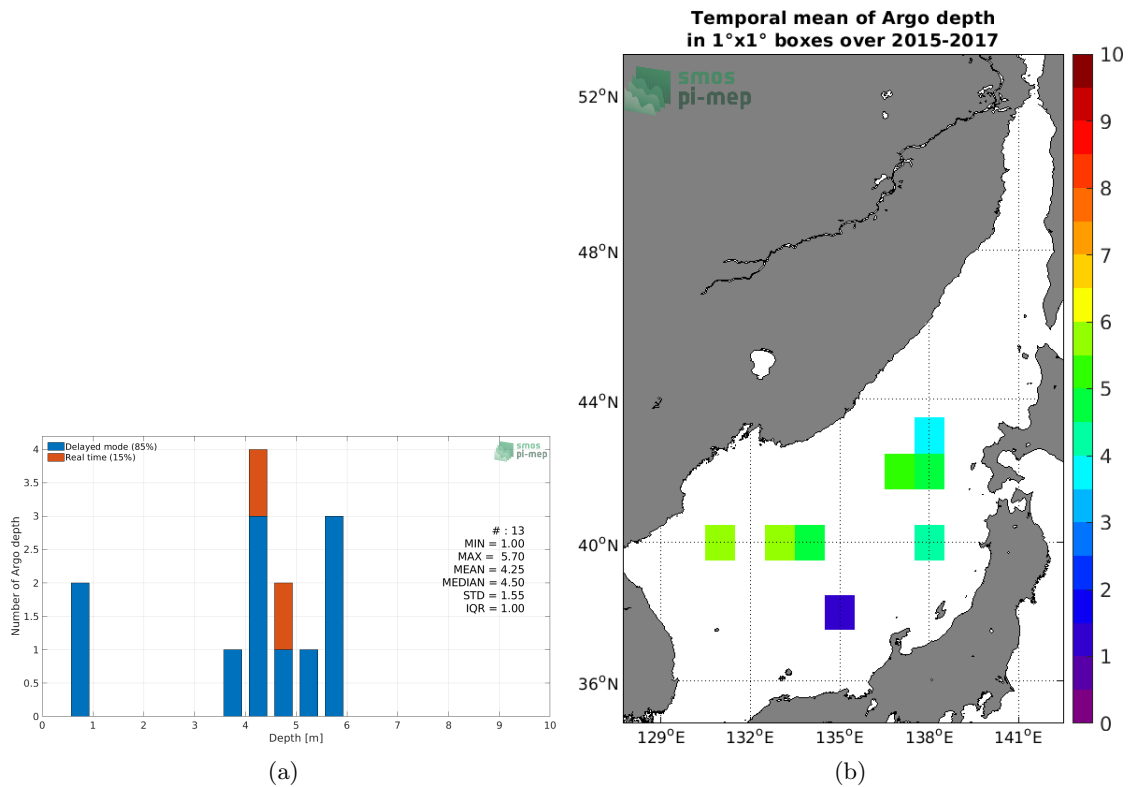 Delayed mode (85%)
Real time (15%)
smos
pi-mep
4
3.5
3
2.5
2
1.5
1
0.5
0
Number of Argo depth
# : 13
MIN = 1.00
MAX = 5.70
MEAN = 4.25
MEDIAN = 4.50
STD = 1.55
IQR = 1.00
0 1 2 3 4 5 6 7 8 9 10
Depth [m]
(a)
Temporal mean of Argo depth
in 1°x1° boxes over 2015-2017
smos
pi-mep
52°N
48°N
44°N
40°N
36°N
129°E 132°E 135°E 138°E 141°E
10
9
8
7
6
5
4
3
2
1
0
(b)